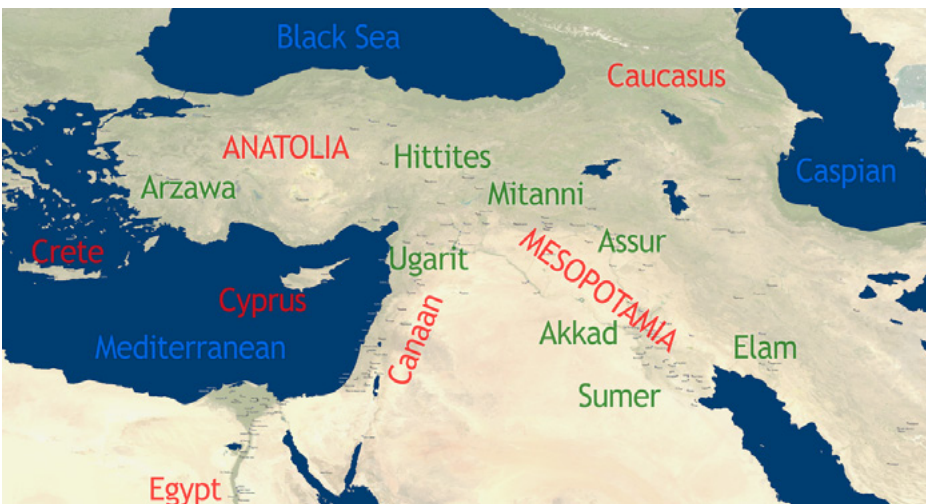 Black Sea
Caucasus
ANATOLIA
Hittites
Caspian
Arzawa
Mitanni
Crete
Ugarit
MESOPOTAMIA
Assur
Cyprus
Mediterranean
Canaan
Akkad
Elam
Sumer
Egypt